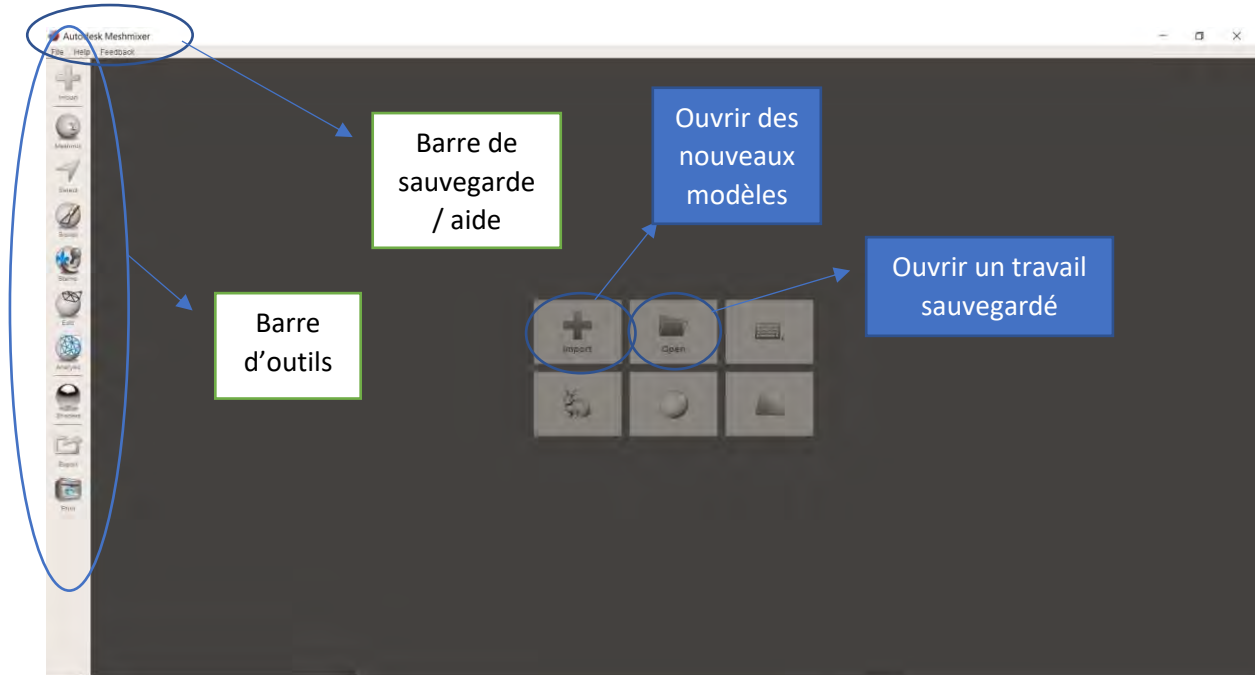 Autodesk Meshmixer
File Help Feedback
Import
Meshmix
Select
Sculpt
Stamp
Edit
Analysis
Shaders
Export
Print
Barre de
sauvegarde
/ aide
Ouvrir des
nouveaux
modèles
Ouvrir un travail
sauvegardé
Barre
d’outils
Import
Open